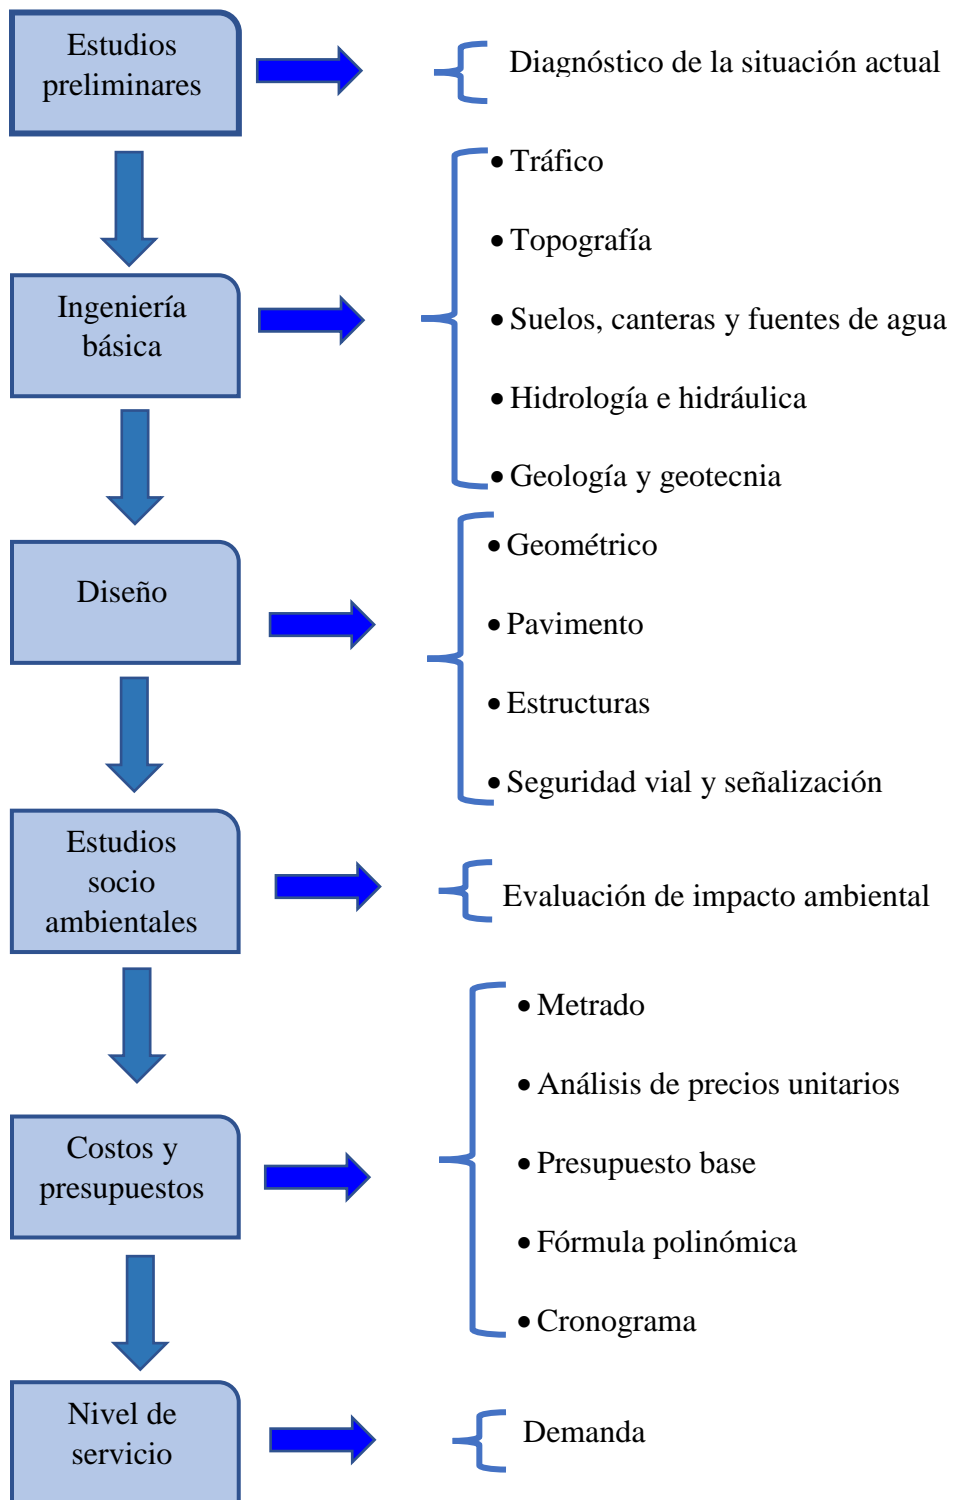 Estudios
preliminares
Diagnóstico de la situación actual
• Tráfico
• Topografía
Ingeniería
básica
• Suelos, canteras y fuentes de agua
• Hidrología e hidráulica
• Geología y geotecnia
Diseño
• Geométrico
• Pavimento
• Estructuras
• Seguridad vial y señalización
Estudios
socio
ambientales
Evaluación de impacto ambiental
Costos y
presupuestos
• Metrado
• Análisis de precios unitarios
• Presupuesto base
• Fórmula polinómica
• Cronograma
Nivel de
servicio
Demanda